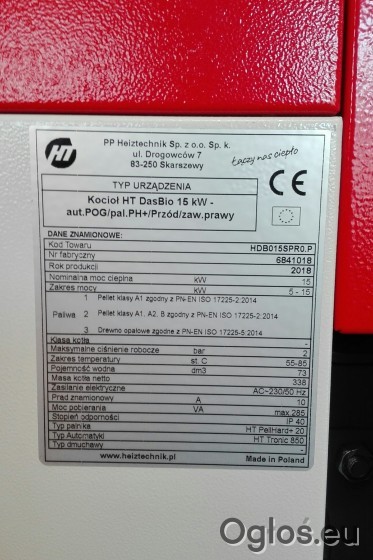 HT
PP Heiztechnik Sp. z o.o. Sp. k.
ul. Drogowców 7
83-250 Skarszewy
Łączy nas ciepło
TYP URZĄDZENIA
CE
Kocioł HT DasBio 15 kW -
aut.POG/pal.PH+/Przód/zaw.prawy
DANE ZNAMIONOWE:
Kod Towaru HDB015SPR0.P
Nr fabryczny 6841018
Rok produkcji 2018
Nominalna moc cieplna kW 15
Zakres mocy kW 5 - 15
1 Pellet klasy A1 zgodny z PN-EN ISO 17225-2:2014
Paliwa 2 Pellet klasy A1, A2, B zgodny z PN-EN ISO 17225-2:2014
3 Drewno opałowe zgodne z PN-EN ISO 17225-5:2014
Klasa kotła -
Maksymalne ciśnienie robocze bar 2
Zakres temperatury st. C 55-85
Pojemność wodna dm3 73
Masa kotła netto 338
Zasilanie elektryczne AC~230/50 Hz
Prąd znamionowy A 10
Moc pobierania VA max.285
Stopień odporności IP 40
Typ palnika HT PellHard+ 20
Typ Automatyki HT Tronic 850
Typ dmuchawy -
www.heiztechnik.pl Made in Poland
Ogłoś.eu